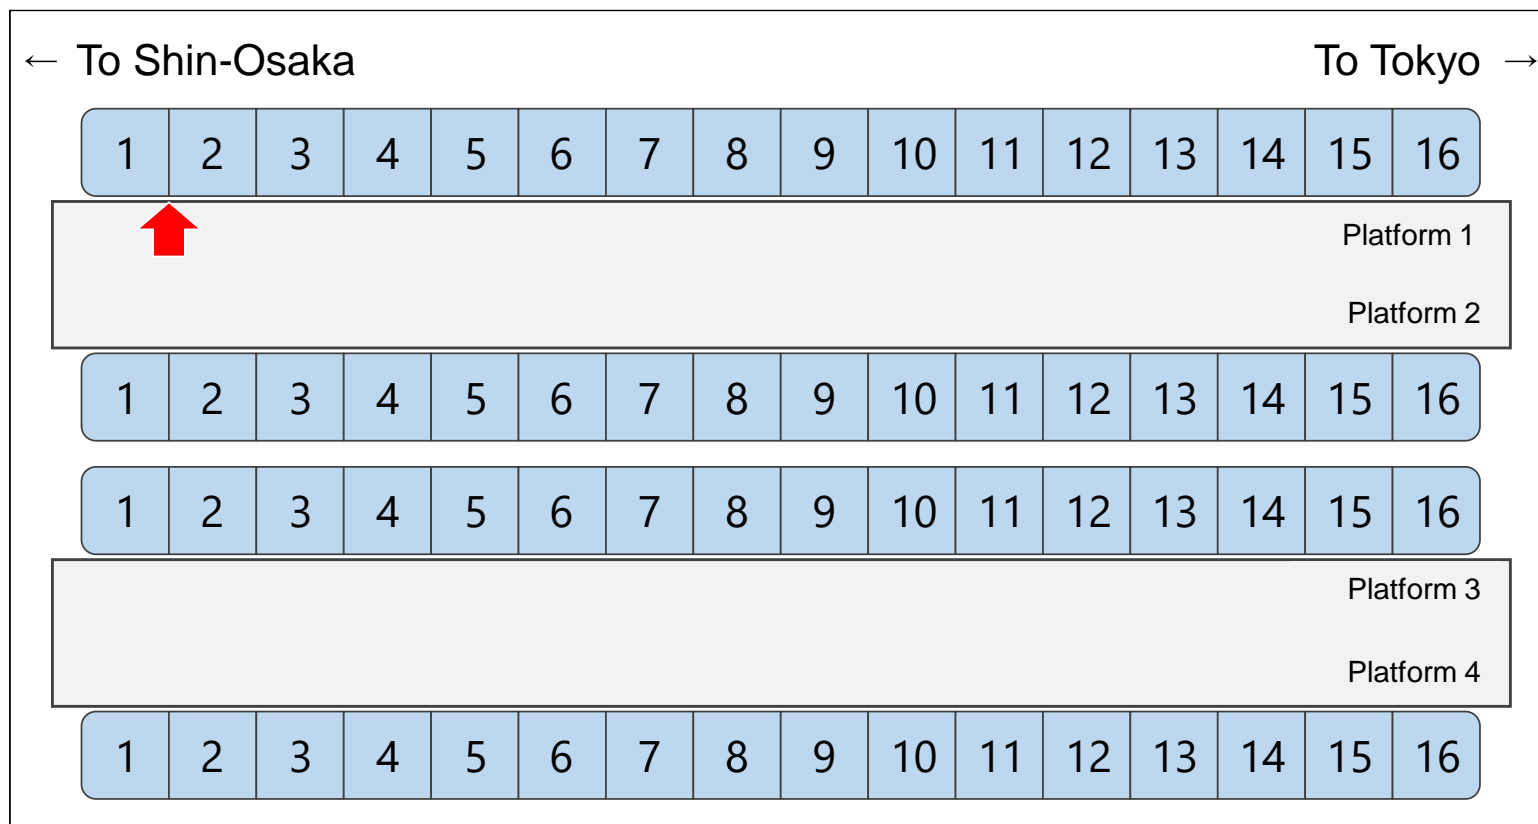 ← To Shin-Osaka To Tokyo →
1 2 3 4 5 6 7 8 9 10 11 12 13 14 15 16
Platform 1
Platform 2
1 2 3 4 5 6 7 8 9 10 11 12 13 14 15 16
1 2 3 4 5 6 7 8 9 10 11 12 13 14 15 16
Platform 3
Platform 4
1 2 3 4 5 6 7 8 9 10 11 12 13 14 15 16